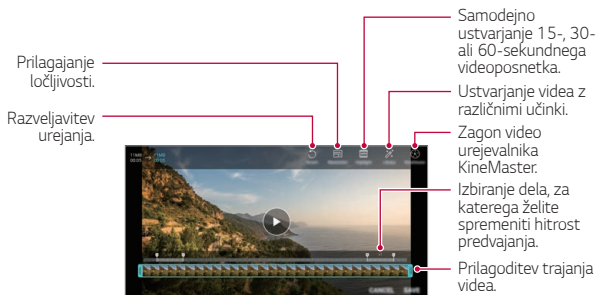 Prilagajanje
ločljivosti.
Razveljavitev
urejanja.
Samodejno
ustvarjanje 15-, 30-
ali 60-sekundnega
videoposnetka.
Ustvarjanje videa z
različnimi učinki.
Zagon video
urejevalnika
KineMaster.
Izbiranje dela, za
katerega želite
spremeniti hitrost
predvajanja.
Prilagoditev trajanja
videa.
CANCEL SAVE